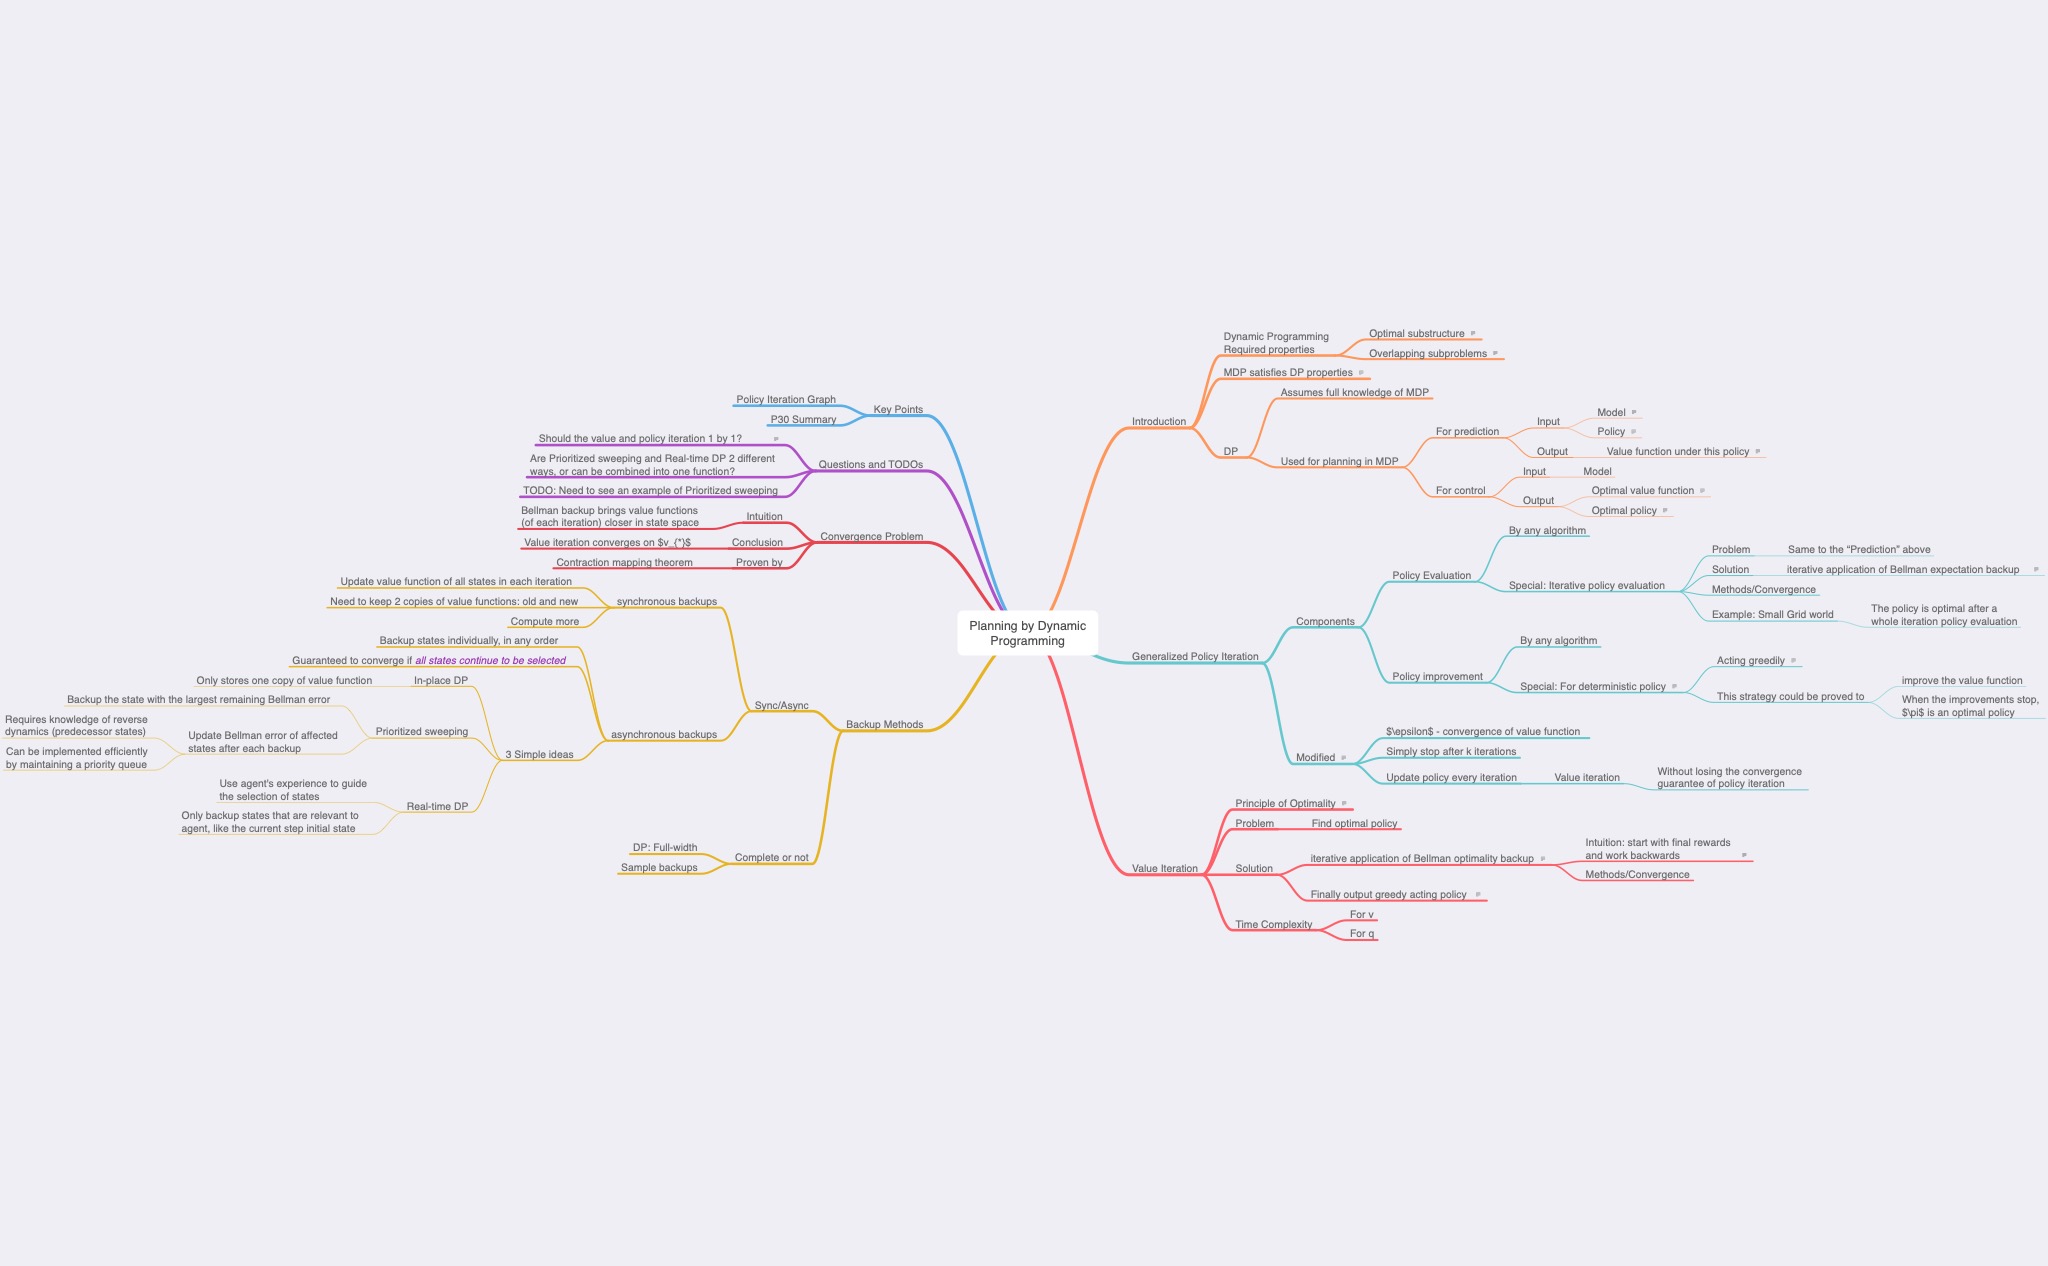 Planning by Dynamic
Programming
Introduction
Dynamic Programming
Required properties
Optimal substructure
Overlapping subproblems
MDP satisfies DP properties
DP
Assumes full knowledge of MDP
Used for planning in MDP
For prediction
Input
Model
Policy
Output
Value function under this policy
For control
Input
Model
Output
Optimal value function
Optimal policy
Generalized Policy Iteration
Components
Policy Evaluation
By any algorithm
Special: Iterative policy evaluation
Problem
Same to the “Prediction” above
Solution
iterative application of Bellman expectation backup
Methods/Convergence
Example: Small Grid world
The policy is optimal after a
whole iteration policy evaluation
Policy improvement
By any algorithm
Special: For deterministic policy
Acting greedily
This strategy could be proved to
improve the value function
When the improvements stop,
$\pi$ is an optimal policy
Modified
$\epsilon$ - convergence of value function
Simply stop after k iterations
Update policy every iteration
Value iteration
Without losing the convergence
guarantee of policy iteration
Value Iteration
Principle of Optimality
Problem
Find optimal policy
Solution
iterative application of Bellman optimality backup
Intuition: start with final rewards
and work backwards
Methods/Convergence
Finally output greedy acting policy
Time Complexity
For v
For q
Key Points
Policy Iteration Graph
P30 Summary
Questions and TODOs
Should the value and policy iteration 1 by 1?
Are Prioritized sweeping and Real-time DP 2 different
ways, or can be combined into one function?
TODO: Need to see an example of Prioritized sweeping
Convergence Problem
Intuition
Bellman backup brings value functions
(of each iteration) closer in state space
Conclusion
Value iteration converges on $v_{*}$
Proven by
Contraction mapping theorem
Backup Methods
Sync/Async
synchronous backups
Update value function of all states in each iteration
Need to keep 2 copies of value functions: old and new
Compute more
asynchronous backups
Backup states individually, in any order
Guaranteed to converge if all states continue to be selected
3 Simple ideas
In-place DP
Only stores one copy of value function
Prioritized sweeping
Backup the state with the largest remaining Bellman error
Update Bellman error of affected
states after each backup
Requires knowledge of reverse
dynamics (predecessor states)
Can be implemented efficiently
by maintaining a priority queue
Real-time DP
Use agent's experience to guide
the selection of states
Only backup states that are relevant to
agent, like the current step initial state
Complete or not
DP: Full-width
Sample backups